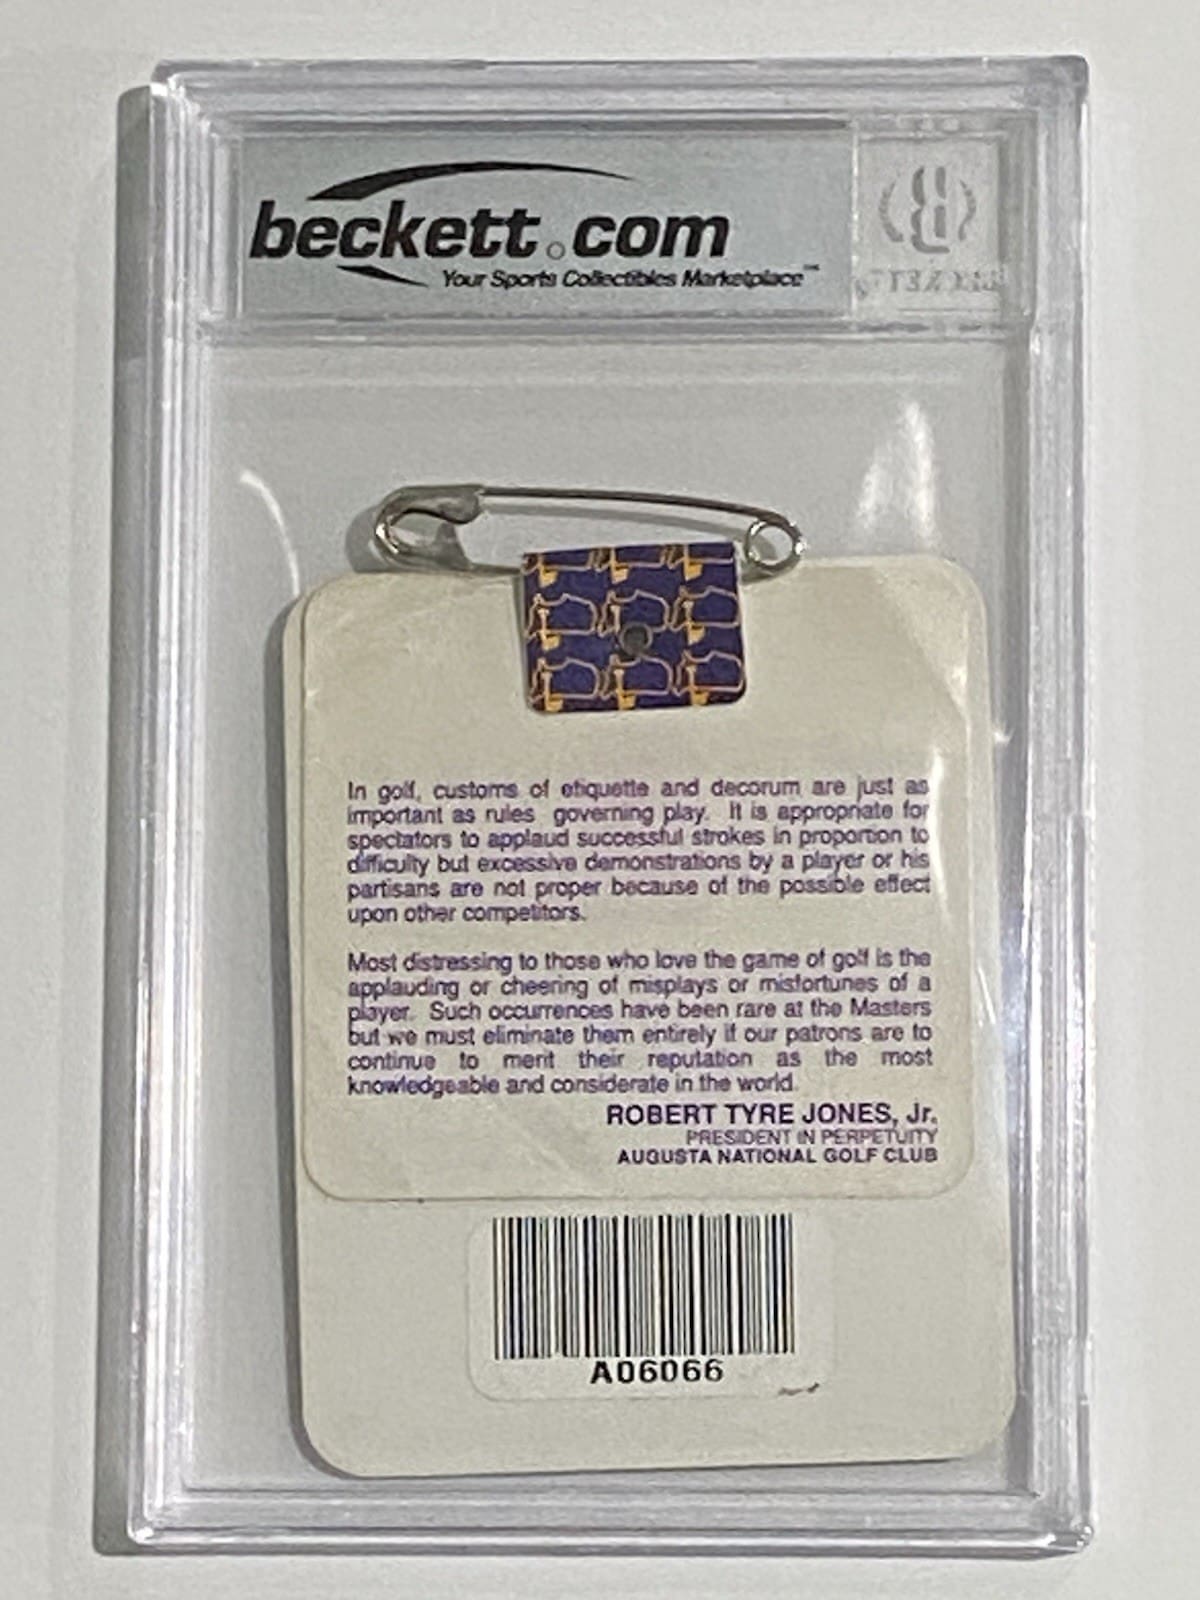 beckett.com
Your Sports Collectibles Marketplace™
B
BECKETT
In golf, customs of etiquette and decorum are just as
important as rules governing play. It is appropriate for
spectators to applaud successful strokes in proportion to
difficulty but excessive demonstrations by a player or his
partisans are not proper because of the possible effect
upon other competitors.
Most distressing to those who love the game of golf is the
applauding or cheering of misplays or misfortunes of a
player. Such occurrences have been rare at the Masters
but we must eliminate them entirely if our patrons are to
continue to merit their reputation as the most
knowledgeable and considerate in the world.
ROBERT TYRE JONES, Jr.
PRESIDENT IN PERPETUITY
AUGUSTA NATIONAL GOLF CLUB
A06066